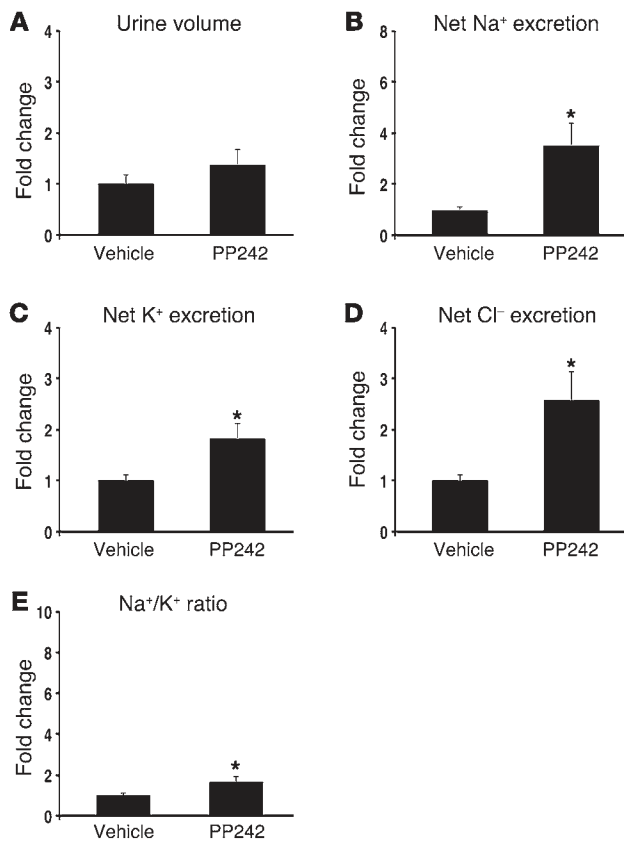 A Urine volume
4
3
2
1
0
Fold change
Vehicle PP242
B Net Na⁺ excretion
8
6
4
2
0
Fold change
*
Vehicle PP242
C Net K⁺ excretion
4
3
2
1
0
Fold change
*
Vehicle PP242
D Net Cl⁻ excretion
4
3
2
1
0
Fold change
*
Vehicle PP242
E Na⁺/K⁺ ratio
10
8
6
4
2
0
Fold change
*
Vehicle PP242